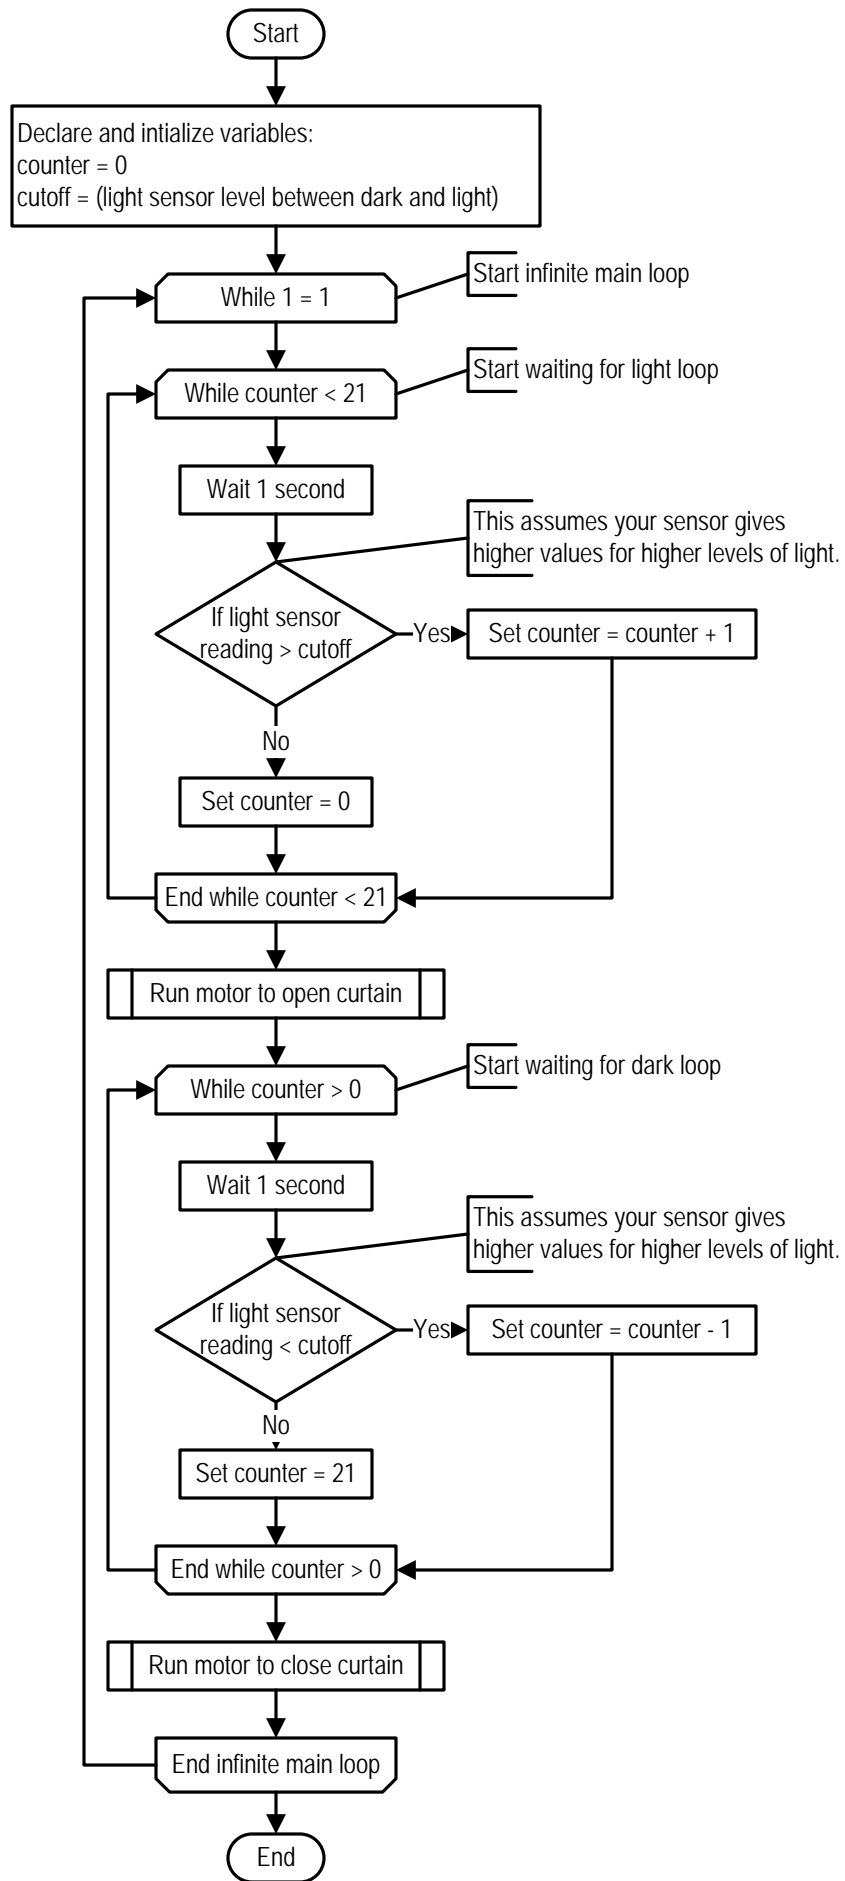 Start
Declare and intialize variables:
counter = 0
cutoff = (light sensor level between dark and light)
While 1 = 1
Start infinite main loop
While counter < 21
Start waiting for light loop
Wait 1 second
This assumes your sensor gives
higher values for higher levels of light.
If light sensor
reading > cutoff
Yes
Set counter = counter + 1
No
Set counter = 0
End while counter < 21
Run motor to open curtain
While counter > 0
Start waiting for dark loop
Wait 1 second
This assumes your sensor gives
higher values for higher levels of light.
If light sensor
reading < cutoff
Yes
Set counter = counter - 1
No
Set counter = 21
End while counter > 0
Run motor to close curtain
End infinite main loop
End